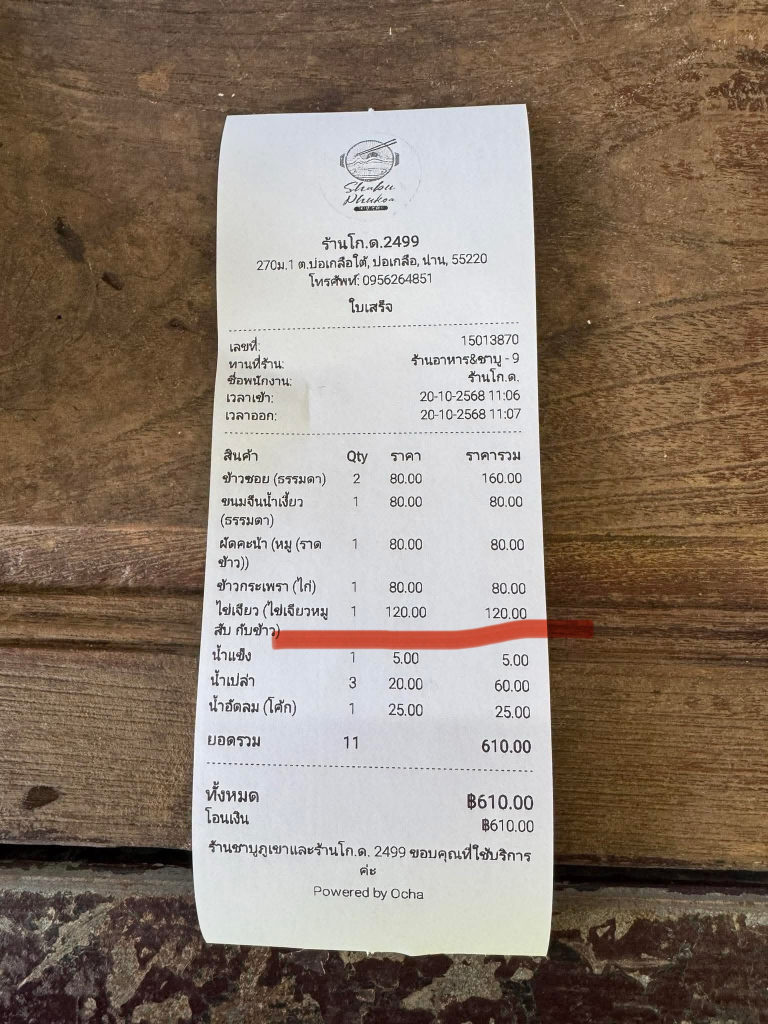 Shabu
Phukoa
ร้านโก.ด.2499
270ม.1 ต.บ่อเกลือใต้, บ่อเกลือ, น่าน, 55220
โทรศัพท์: 0956264851
ใบเสร็จ
เลขที่: 15013870
ทานที่ร้าน: ร้านอาหาร&ชาบู - 9
ชื่อพนักงาน: ร้านโก.ด.
เวลาเข้า: 20-10-2568 11:06
เวลาออก: 20-10-2568 11:07
สินค้า Qty ราคา ราคารวม
ข้าวซอย (ธรรมดา) 2 80.00 160.00
ขนมจีนน้ำเงี้ยว 1 80.00 80.00
(ธรรมดา)
ผัดคะน้า (หมู (ราด 1 80.00 80.00
ข้าว))
ข้าวกระเพรา (ไก่) 1 80.00 80.00
ไข่เจียว (ไข่เจียวหมู 1 120.00 120.00
สับ กับข้าว)
น้ำแข็ง 1 5.00 5.00
น้ำเปล่า 3 20.00 60.00
น้ำอัดลม (โค้ก) 1 25.00 25.00
ยอดรวม 11 610.00
ทั้งหมด ฿610.00
โอนเงิน ฿610.00
ร้านชาบูภูเขาและร้านโก.ด. 2499 ขอบคุณที่ใช้บริการ
ค่ะ
Powered by Ocha